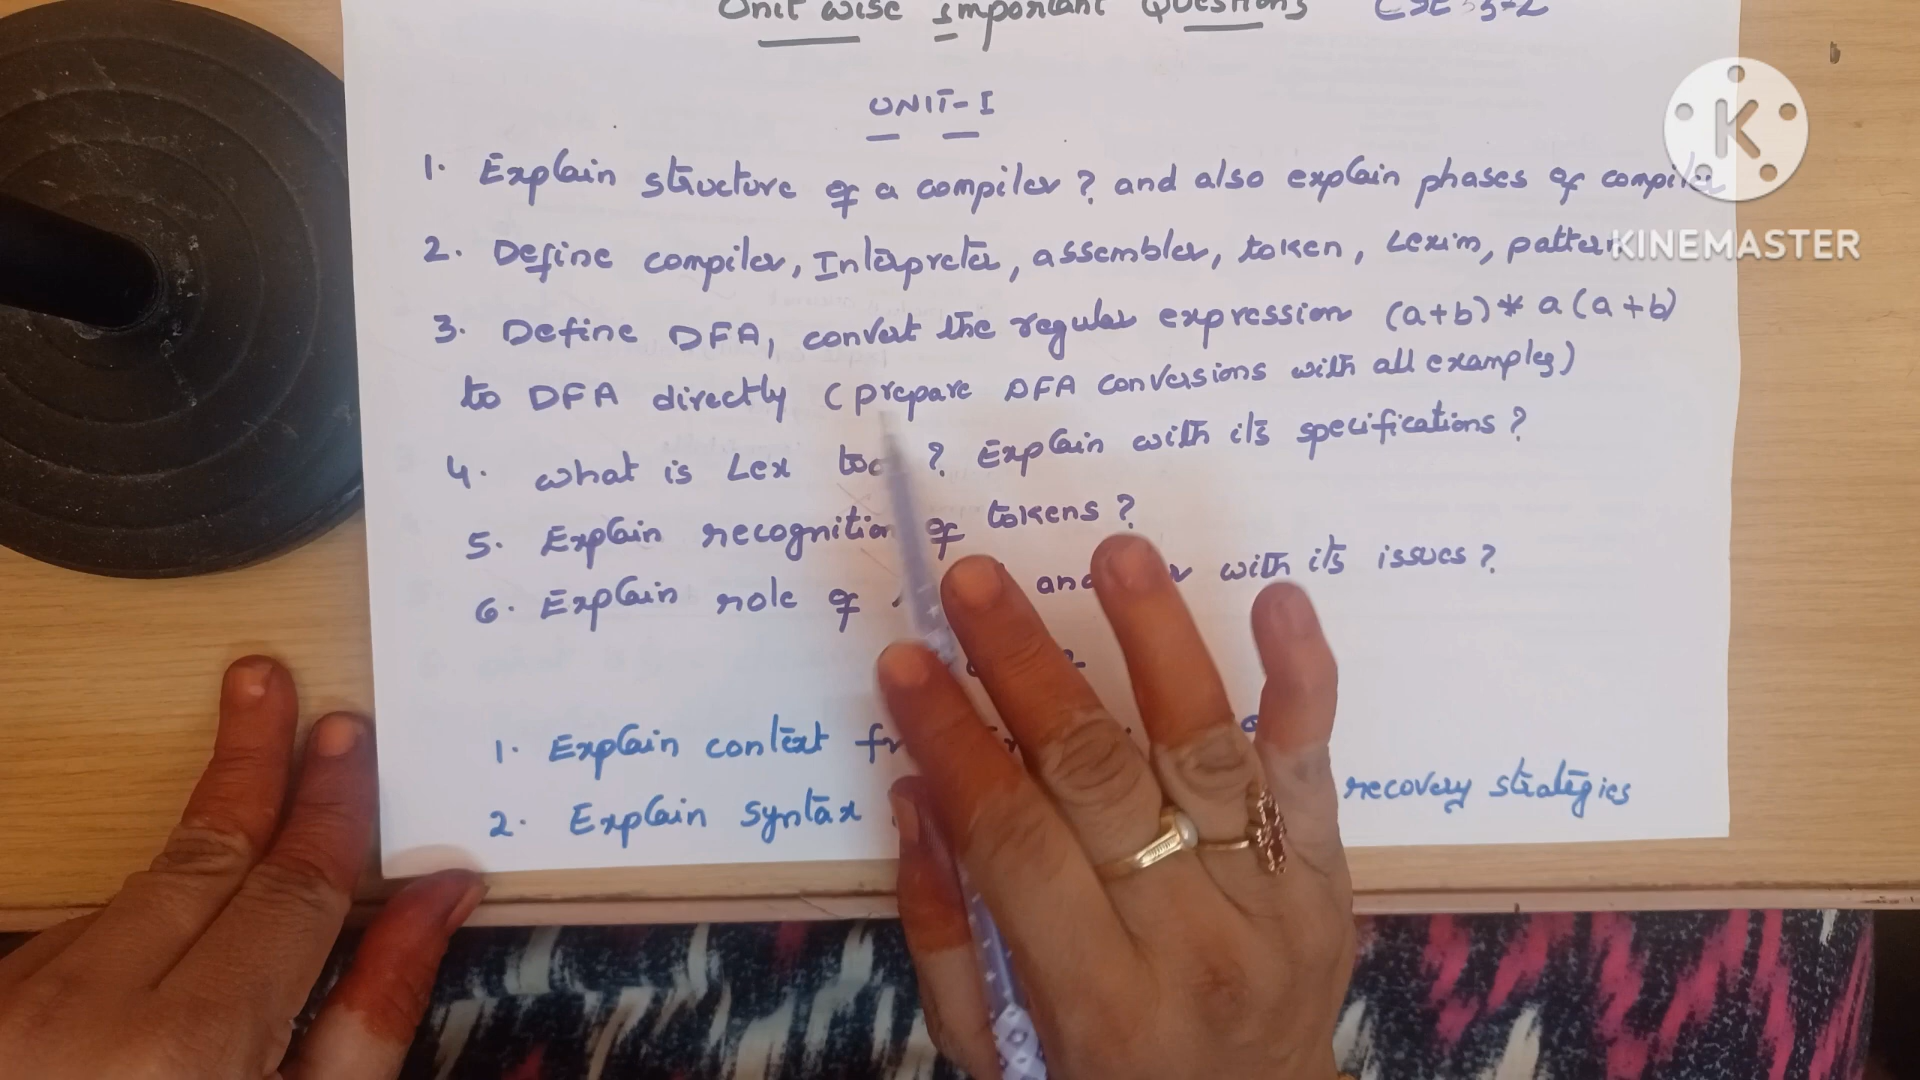 Unit wise Important Questions CSE 3-2
UNIT-I
1. Explain structure of a compiler? and also explain phases of compiler
2. Define compiler, Interpreter, assembler, token, Lexim, pattern
3. Define DFA, convert the regular expression (a+b)* a (a+b)
to DFA directly (prepare DFA conversions with all examples)
4. what is Lex ? Explain with it's specifications?
5. Explain recognition of tokens?
6. Explain role of with it's issues?
1. Explain context
2. Explain syntax recovery strategies
K
KINEMASTER